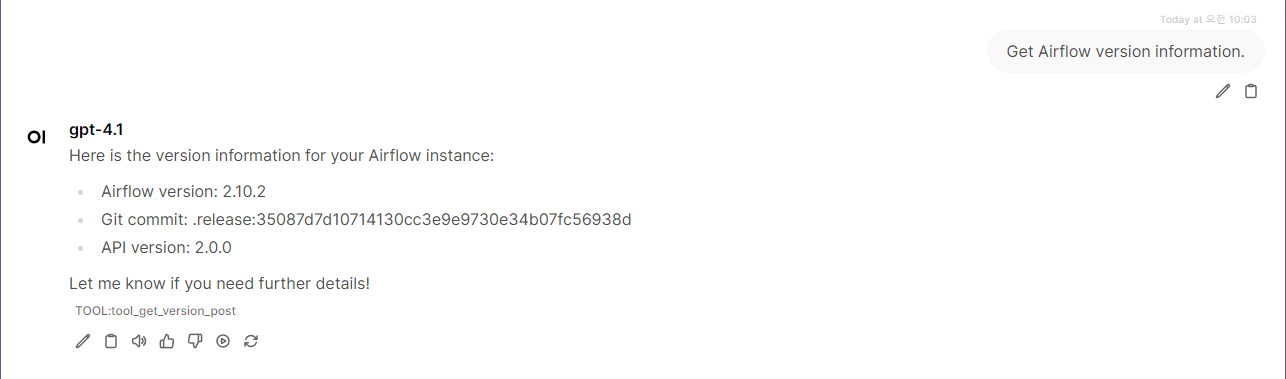 Today at 오전 10:03
Get Airflow version information.
OI
gpt-4.1
Here is the version information for your Airflow instance:
Airflow version: 2.10.2
Git commit: .release:35087d7d10714130cc3e9e9730e34b07fc56938d
API version: 2.0.0
Let me know if you need further details!
TOOL:tool_get_version_post